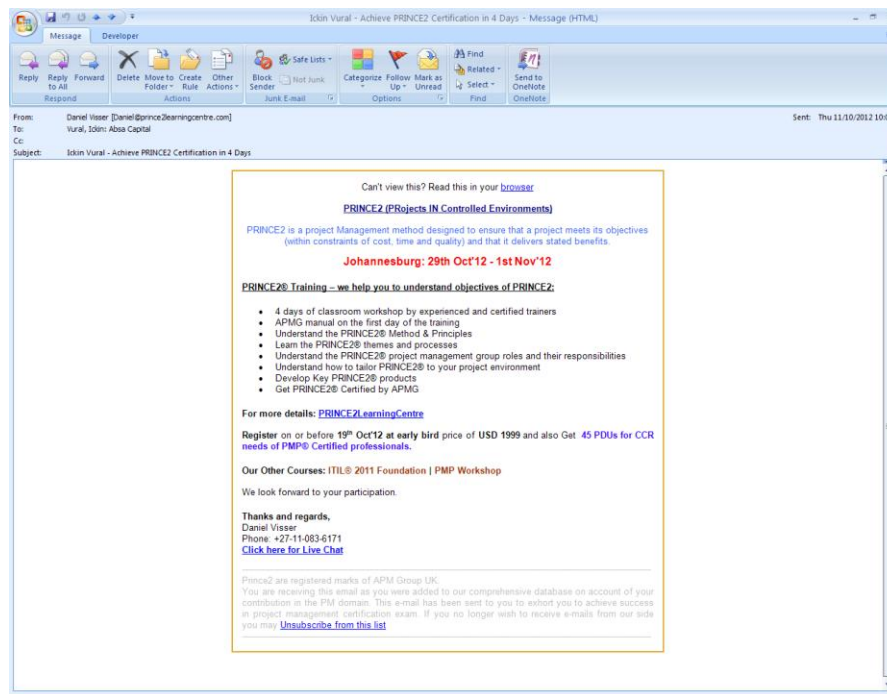 Ickin Vural - Achieve PRINCE2 Certification in 4 Days - Message (HTML)
Message Developer
Reply Reply to All Forward
Delete Move to Folder Create Rule Other Actions
Block Sender Safe Lists Not Junk
Categorize Follow Up Mark as Unread
Find Related Select
Send to OneNote
Respond Actions Junk E-mail Options Find OneNote
From: Daniel Visser [Daniel@prince2learningcentre.com] Sent: Thu 11/10/2012 10:0
To: Vural, Ickin: Absa Capital
Cc:
Subject: Ickin Vural - Achieve PRINCE2 Certification in 4 Days
Can't view this? Read this in your browser
PRINCE2 (PRojects IN Controlled Environments)
PRINCE2 is a project Management method designed to ensure that a project meets its objectives
(within constraints of cost, time and quality) and that it delivers stated benefits.
Johannesburg: 29th Oct'12 - 1st Nov'12
PRINCE2® Training – we help you to understand objectives of PRINCE2:
• 4 days of classroom workshop by experienced and certified trainers
• APMG manual on the first day of the training
• Understand the PRINCE2® Method & Principles
• Learn the PRINCE2® themes and processes
• Understand the PRINCE2® project management group roles and their responsibilities
• Understand how to tailor PRINCE2® to your project environment
• Develop Key PRINCE2® products
• Get PRINCE2® Certified by APMG
For more details: PRINCE2LearningCentre
Register on or before 19th Oct'12 at early bird price of USD 1999 and also Get 45 PDUs for CCR
needs of PMP® Certified professionals.
Our Other Courses: ITIL® 2011 Foundation | PMP Workshop
We look forward to your participation.
Thanks and regards,
Daniel Visser
Phone: +27-11-083-6171
Click here for Live Chat
Prince2 are registered marks of APM Group UK.
You are receiving this email as you were added to our comprehensive database on account of your
contribution in the PM domain. This e-mail has been sent to you to exhort you to achieve success
in project management certification exam. If you no longer wish to receive e-mails from our side
you may Unsubscribe from this list